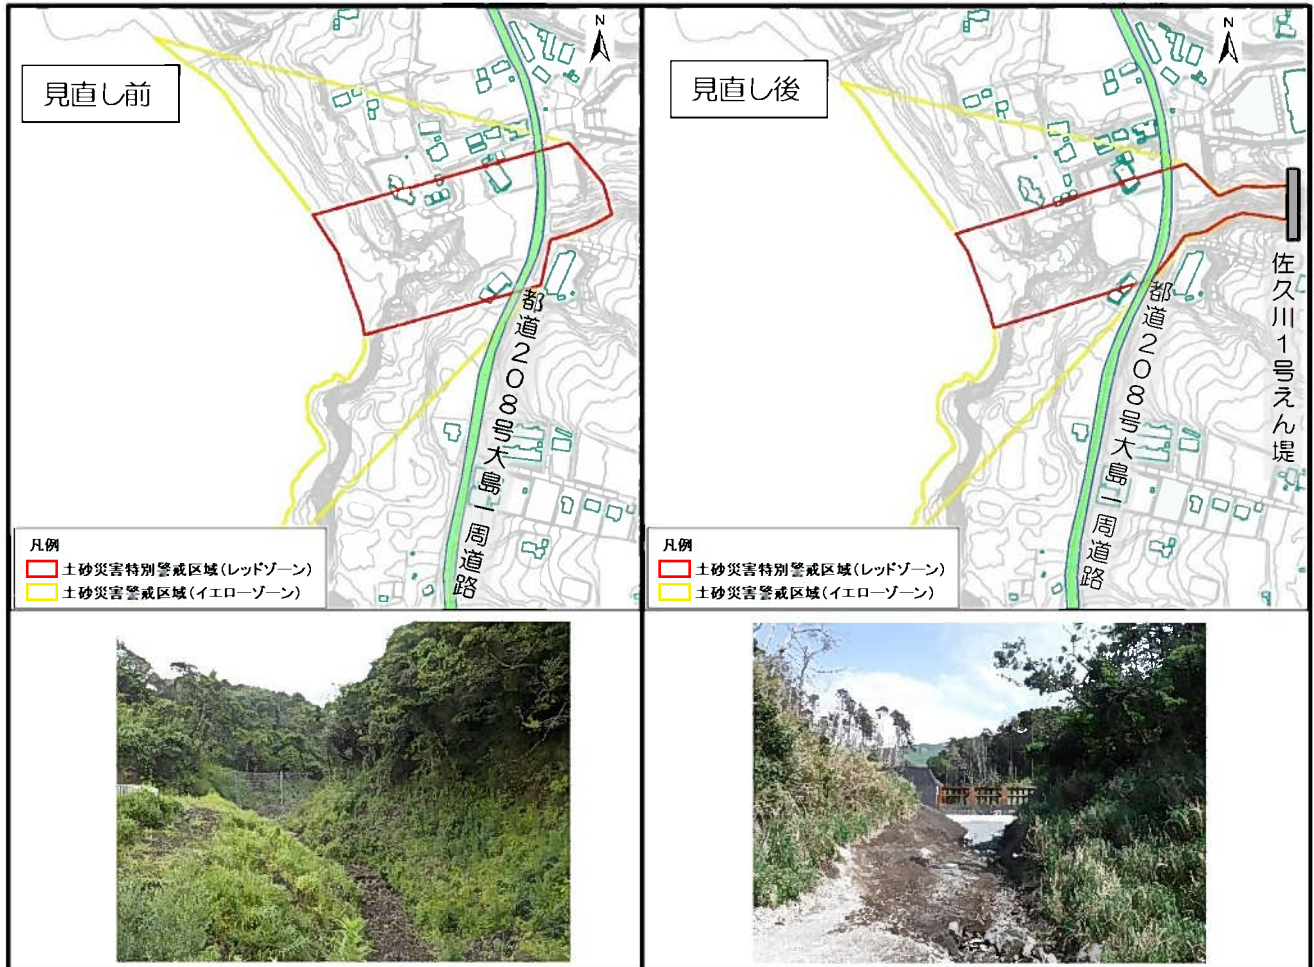 見直し前
N
都道208号大島一周道路
凡例
土砂災害特別警戒区域(レッドゾーン)
土砂災害警戒区域(イエローゾーン)
見直し後
N
佐久川1号えん堤
都道208号大島一周道路
凡例
土砂災害特別警戒区域(レッドゾーン)
土砂災害警戒区域(イエローゾーン)